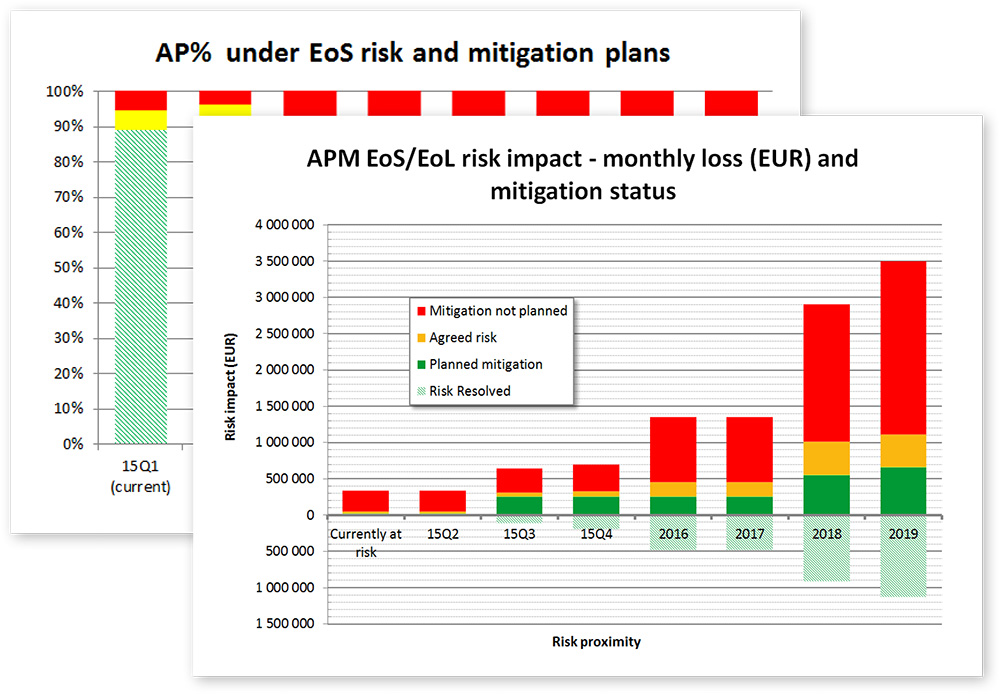 AP% under EoS risk and mitigation plans
100%
90%
80%
70%
60%
50%
40%
30%
20%
10%
0%
15Q1
(current)
APM EoS/EoL risk impact - monthly loss (EUR) and
mitigation status
Risk impact (EUR)
4 000 000
3 500 000
3 000 000
2 500 000
2 000 000
1 500 000
1 000 000
500 000
0
500 000
1 000 000
1 500 000
Mitigation not planned
Agreed risk
Planned mitigation
Risk Resolved
Currently at
risk
15Q2
15Q3
15Q4
2016
2017
2018
2019
Risk proximity